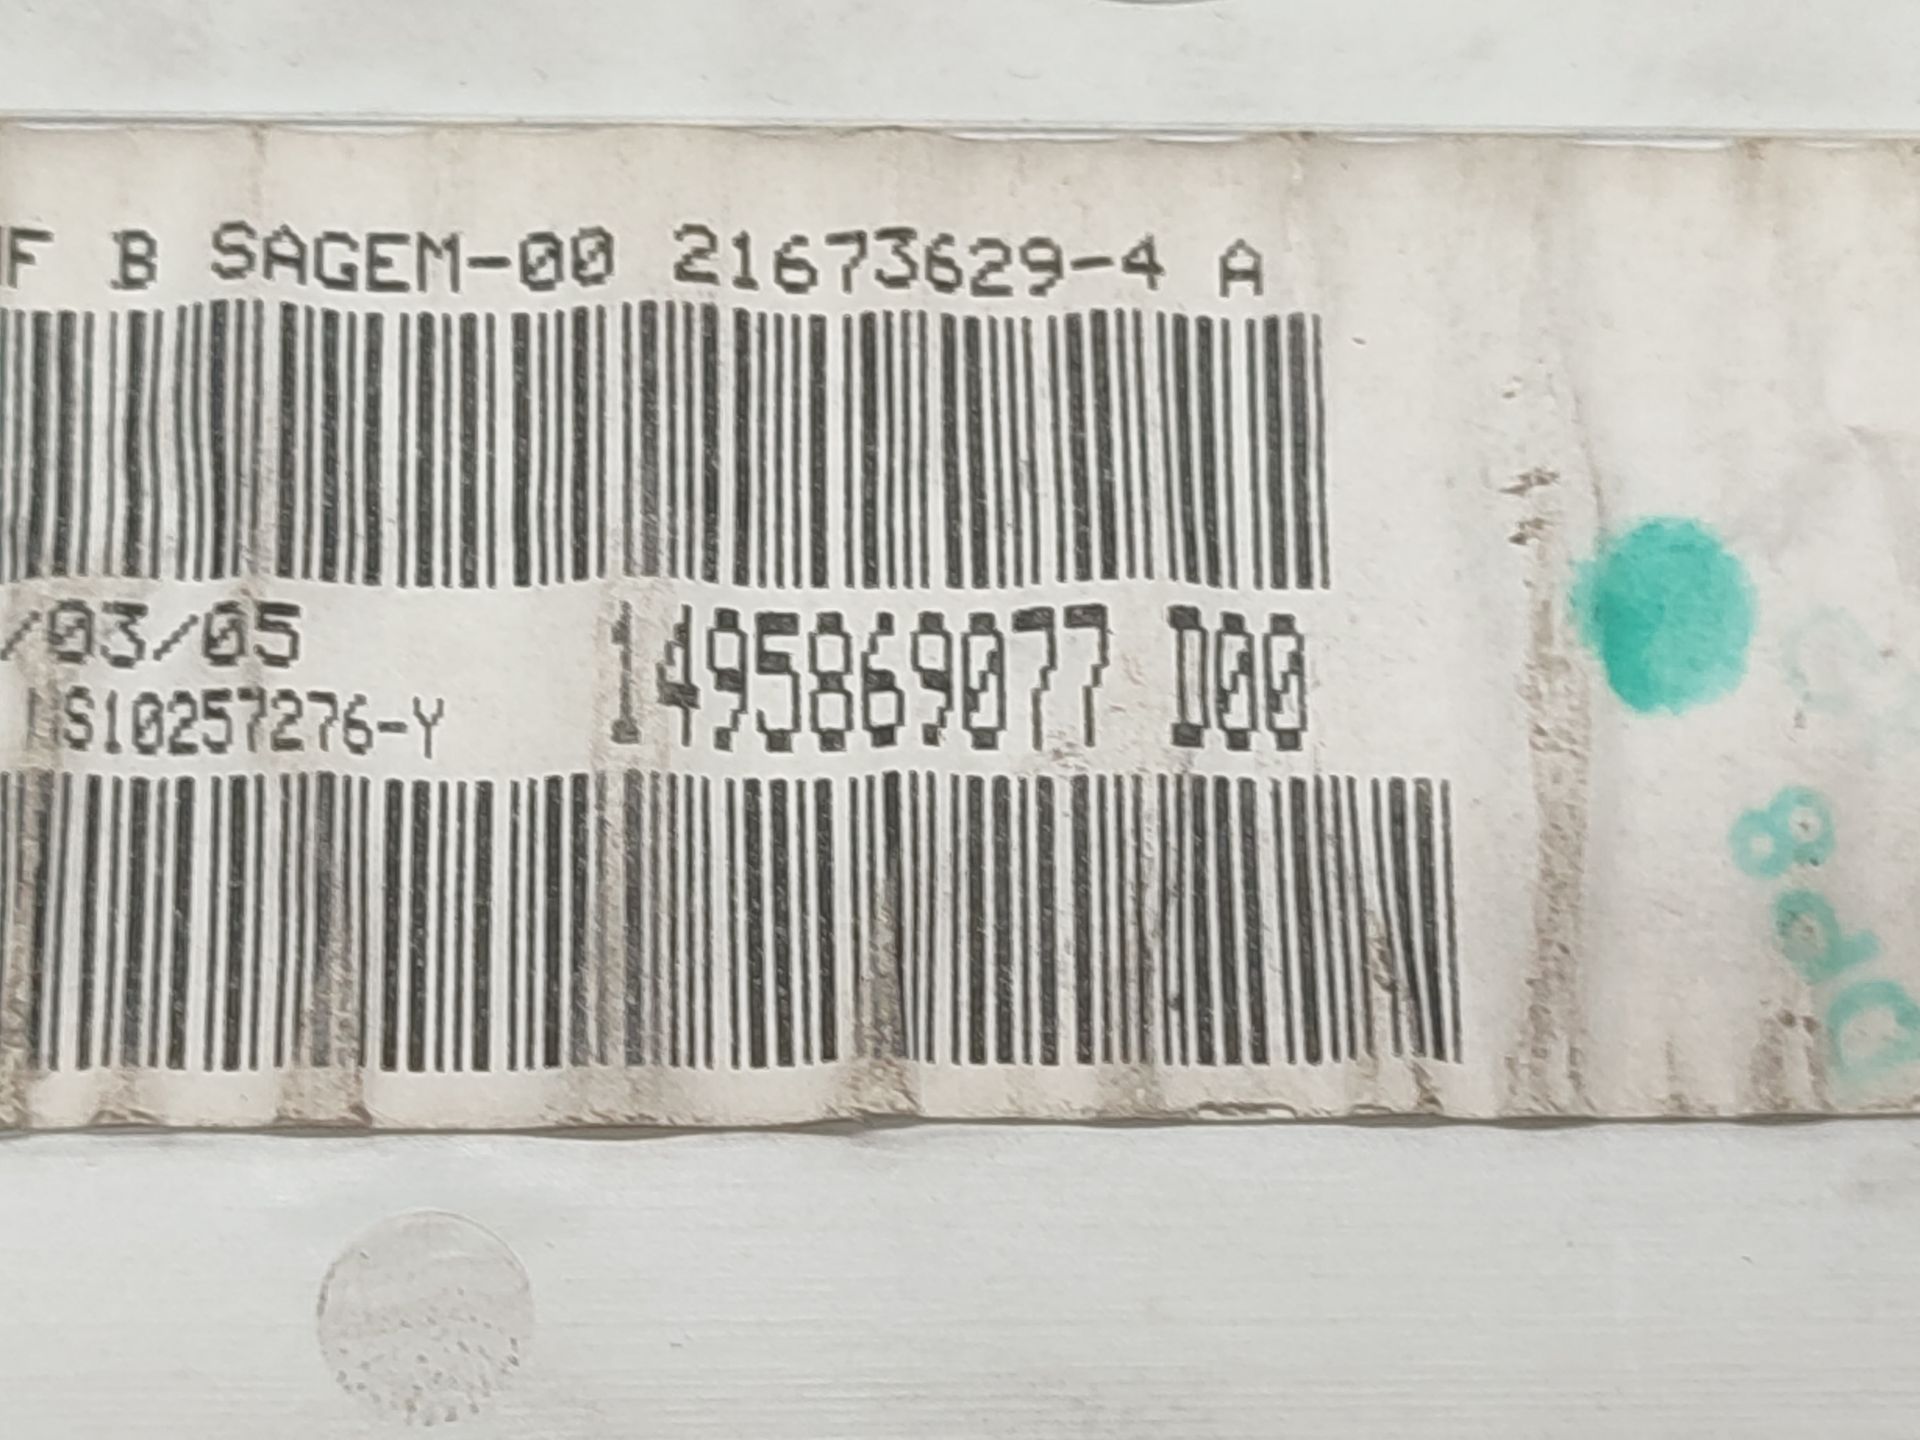 F B SAGEM-00 21673629-4 A
/03/05
1495869077 D00
S10257276-Y